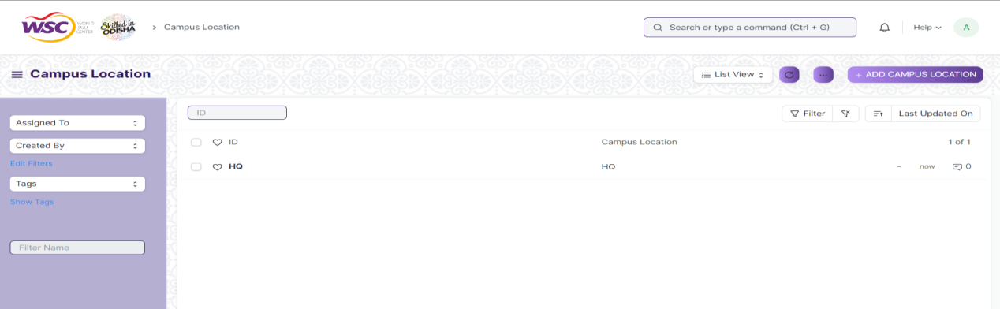 WSC WORLD SKILL CENTER Skilled in ODISHA > Campus Location Search or type a command (Ctrl + G) Help A
Campus Location List View ... + ADD CAMPUS LOCATION
ID Filter Last Updated On
Assigned To
ID Campus Location 1 of 1
Created By
Edit Filters
HQ HQ - now 0
Tags
Show Tags
Filter Name